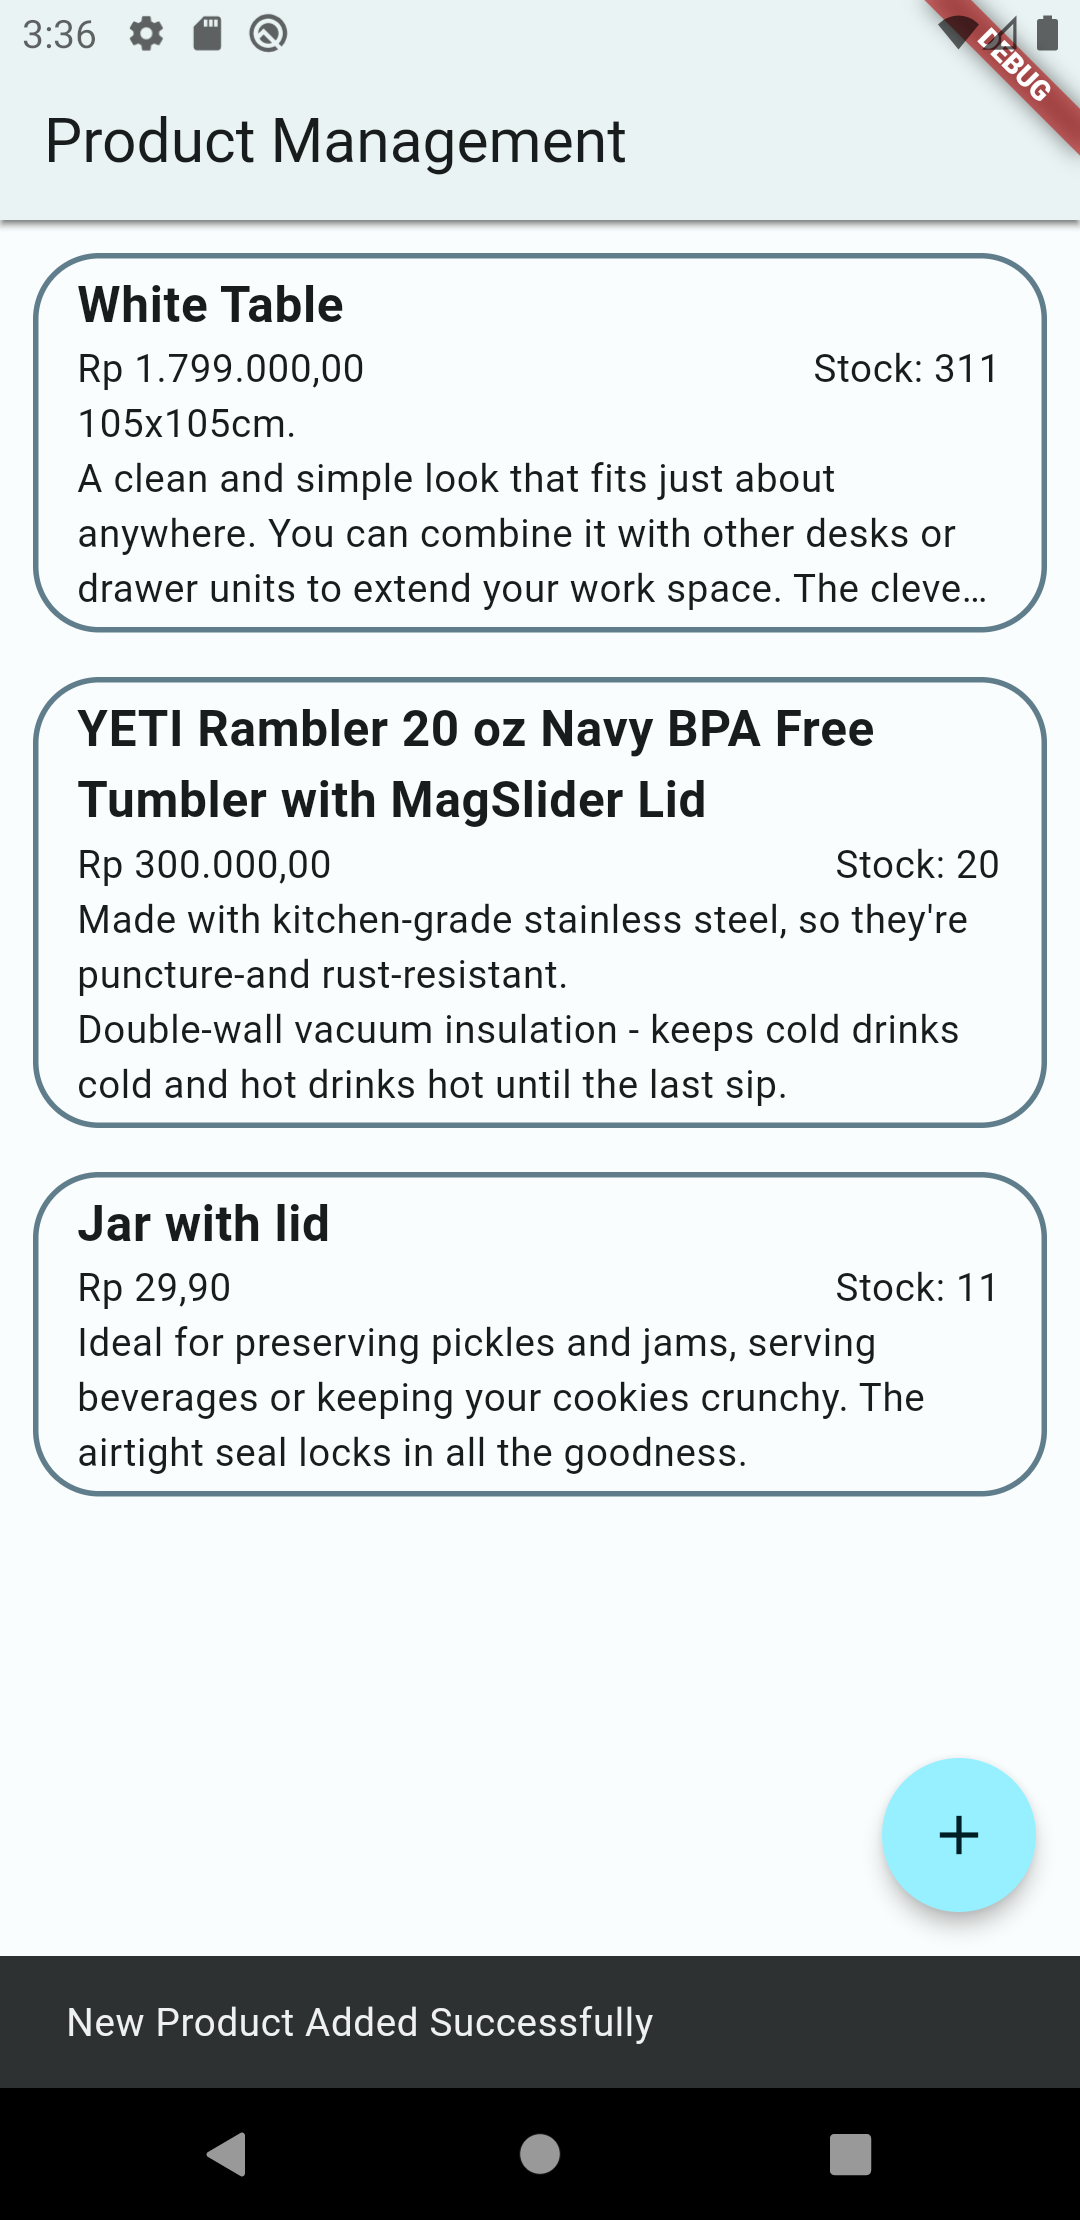 3:36
DEBUG
Product Management
White Table
Rp 1.799.000,00 Stock: 311
105x105cm.
A clean and simple look that fits just about
anywhere. You can combine it with other desks or
drawer units to extend your work space. The cleve…
YETI Rambler 20 oz Navy BPA Free
Tumbler with MagSlider Lid
Rp 300.000,00 Stock: 20
Made with kitchen-grade stainless steel, so they're
puncture-and rust-resistant.
Double-wall vacuum insulation - keeps cold drinks
cold and hot drinks hot until the last sip.
Jar with lid
Rp 29,90 Stock: 11
Ideal for preserving pickles and jams, serving
beverages or keeping your cookies crunchy. The
airtight seal locks in all the goodness.
New Product Added Successfully